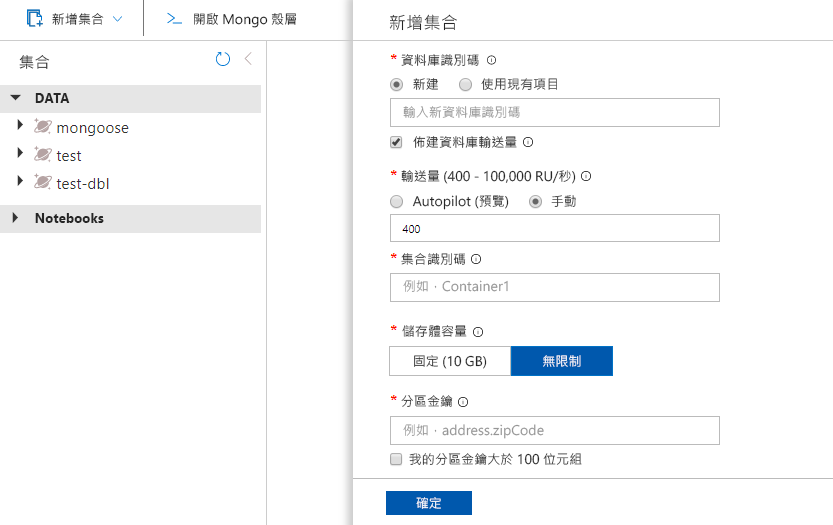 新增集合
開啟 Mongo 殼層
集合
DATA
mongoose
test
test-dbl
Notebooks
新增集合
* 資料庫識別碼
新建
使用現有項目
輸入新資料庫識別碼
佈建資料庫輸送量
* 輸送量 (400 - 100,000 RU/秒)
Autopilot (預覽)
手動
400
* 集合識別碼
例如，Container1
* 儲存體容量
固定 (10 GB)
無限制
* 分區金鑰
例如，address.zipCode
我的分區金鑰大於 100 位元組
確定